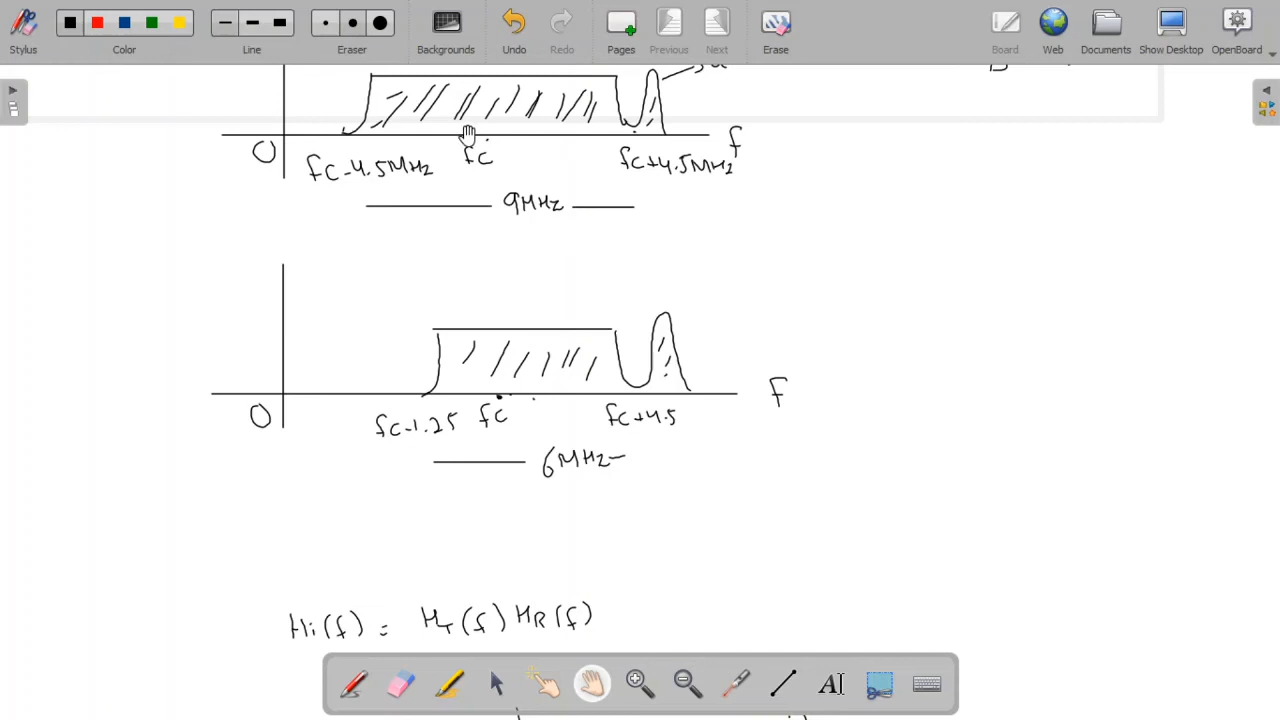 Stylus Color Line Eraser Backgrounds Undo Redo Pages Previous Next Erase Board Web Documents Show Desktop OpenBoard
0 fc-4.5MHz fc fc+4.5MHz f
9MHz
0 fc-1.25 fc fc+4.5 f
6MHz
Hi(f) = HT(f) HR(f)